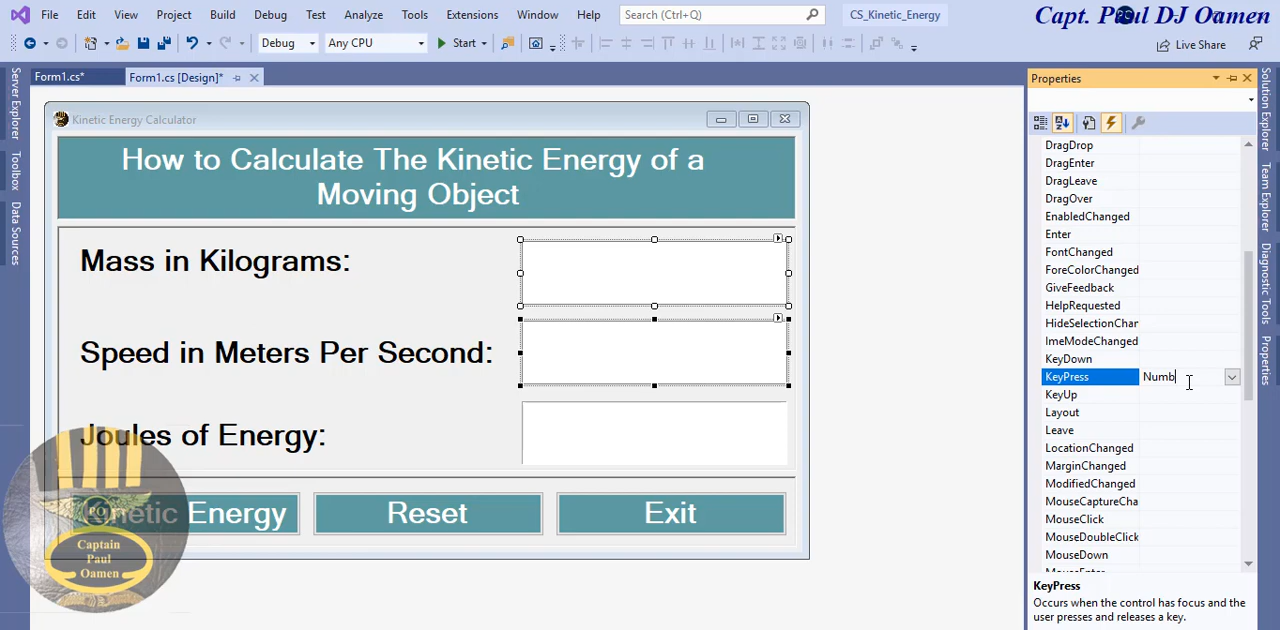 File Edit View Project Build Debug Test Analyze Tools Extensions Window Help Search (Ctrl+Q) CS_Kinetic_Energy
Capt. Paul DJ Oamen
Debug Any CPU Start Live Share
Form1.cs* Form1.cs [Design]*
Server Explorer
Toolbox
Data Sources
Kinetic Energy Calculator
How to Calculate The Kinetic Energy of a
Moving Object
Mass in Kilograms:
Speed in Meters Per Second:
Joules of Energy:
Kinetic Energy Reset Exit
PO
Captain
Paul
Oamen
Properties
DragDrop
DragEnter
DragLeave
DragOver
EnabledChanged
Enter
FontChanged
ForeColorChanged
GiveFeedback
HelpRequested
HideSelectionChar
ImeModeChanged
KeyDown
KeyPress Numb
KeyUp
Layout
Leave
LocationChanged
MarginChanged
ModifiedChanged
MouseCaptureCha
MouseClick
MouseDoubleClick
MouseDown
MouseEnter
KeyPress
Occurs when the control has focus and the
user presses and releases a key.
Solution Explorer
Team Explorer
Diagnostic Tools
Properties